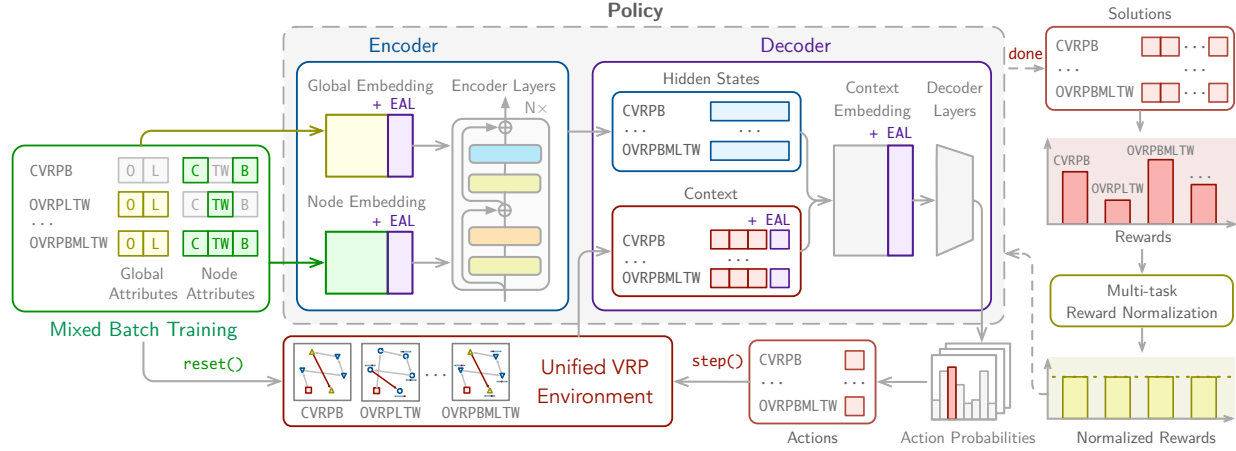 Policy
Encoder
Decoder
Global Embedding
+ EAL
Encoder Layers
N×
Node Embedding
+ EAL
Hidden States
CVRPB
...
OVRPBMLTW
...
Context
+ EAL
CVRPB
...
OVRPBMLTW
...
Context
Embedding
+ EAL
Decoder
Layers
CVRPB
O L
C TW B
OVRPLTW
O L
C TW B
...
OVRPBMLTW
O L
C TW B
Global
Attributes
Node
Attributes
Mixed Batch Training
reset()
CVRPB
OVRPLTW
...
OVRPBMLTW
Unified VRP
Environment
step()
CVRPB
...
...
OVRPBMLTW
Actions
Action Probabilities
done
Solutions
CVRPB
...
...
...
OVRPBMLTW
...
CVRPB
OVRPLTW
OVRPBMLTW
...
Rewards
Multi-task
Reward Normalization
Normalized Rewards